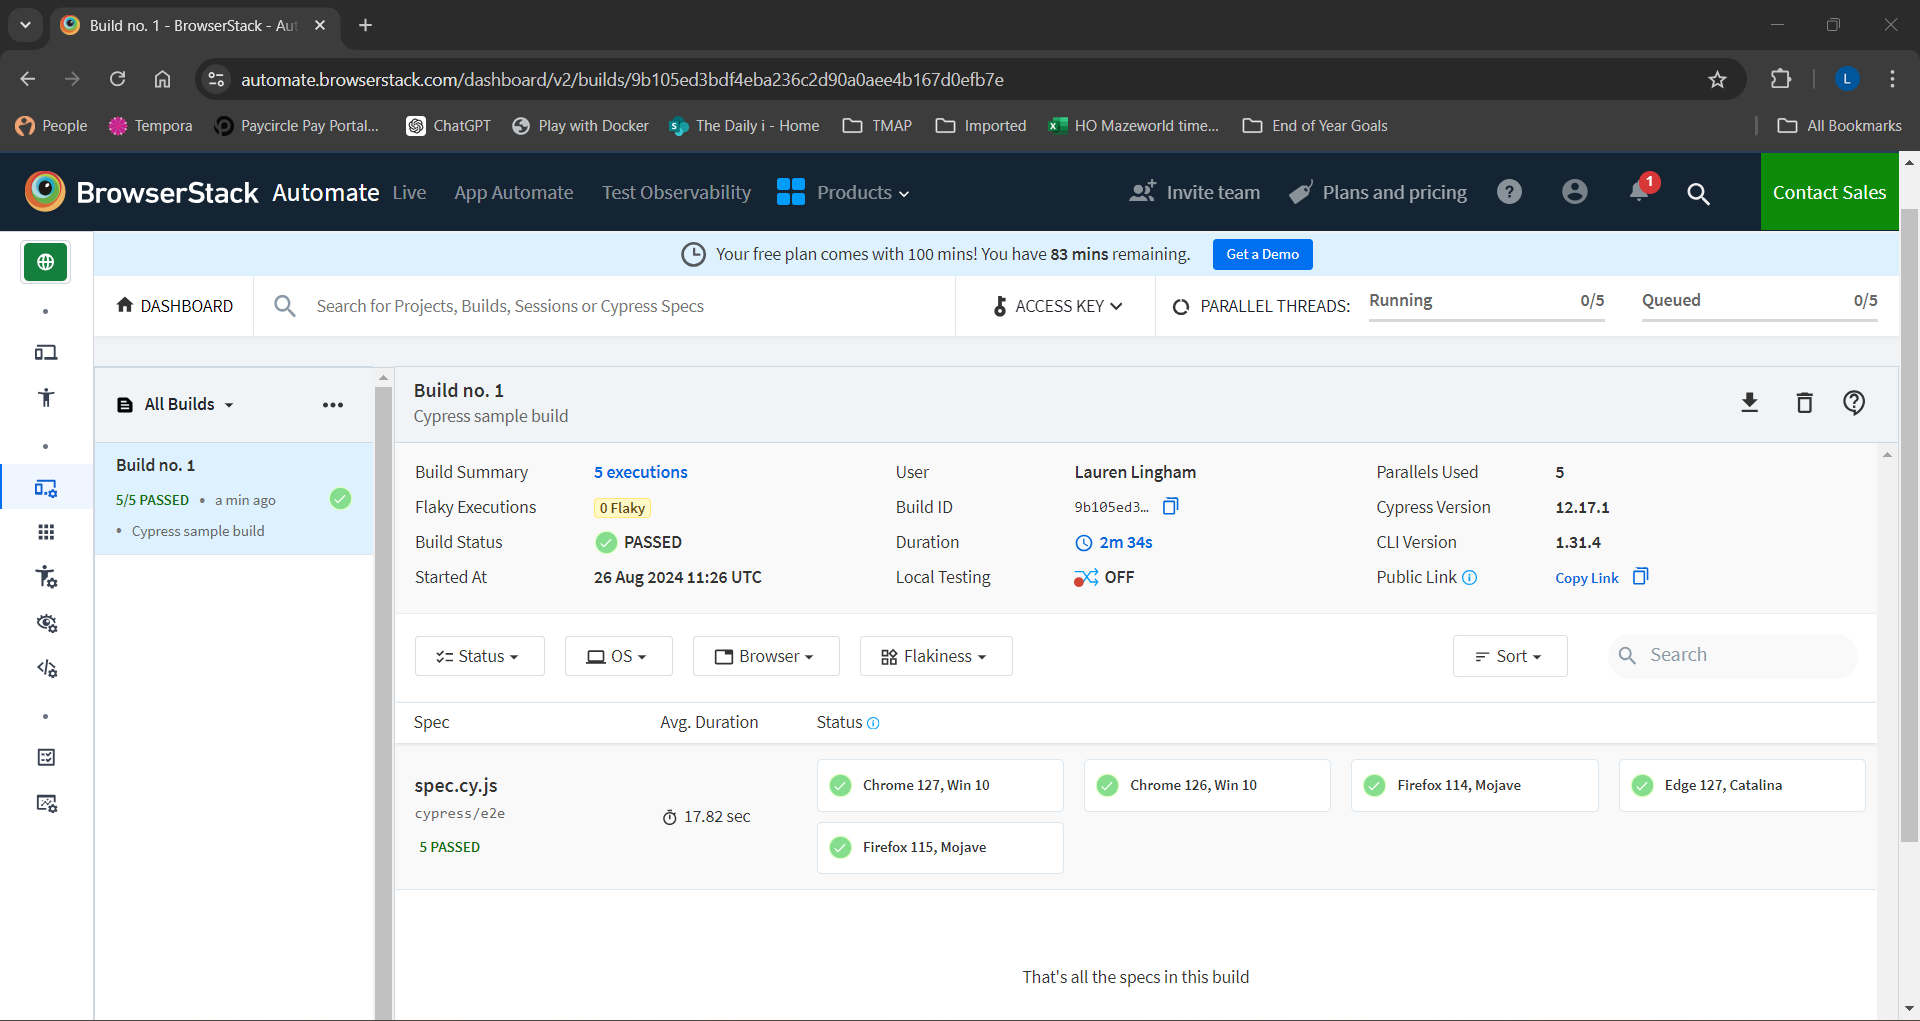 Build no. 1 - BrowserStack - Aut
automate.browserstack.com/dashboard/v2/builds/9b105ed3bdf4eba236c2d90a0aee4b167d0efb7e
L
People Tempora Paycircle Pay Portal... ChatGPT Play with Docker The Daily i - Home TMAP Imported HO Mazeworld time... End of Year Goals All Bookmarks
BrowserStack Automate Live App Automate Test Observability Products Invite team Plans and pricing ? 1 Contact Sales
Your free plan comes with 100 mins! You have 83 mins remaining. Get a Demo
DASHBOARD Search for Projects, Builds, Sessions or Cypress Specs ACCESS KEY PARALLEL THREADS: Running 0/5 Queued 0/5
All Builds •••
Build no. 1
5/5 PASSED • a min ago
• Cypress sample build
Build no. 1
Cypress sample build
Build Summary 5 executions User Lauren Lingham Parallels Used 5
Flaky Executions 0 Flaky Build ID 9b105ed3... Cypress Version 12.17.1
Build Status PASSED Duration 2m 34s CLI Version 1.31.4
Started At 26 Aug 2024 11:26 UTC Local Testing OFF Public Link Copy Link
Status OS Browser Flakiness Sort Search
Spec Avg. Duration Status
spec.cy.js
cypress/e2e
5 PASSED
17.82 sec
Chrome 127, Win 10 Chrome 126, Win 10 Firefox 114, Mojave Edge 127, Catalina
Firefox 115, Mojave
That's all the specs in this build